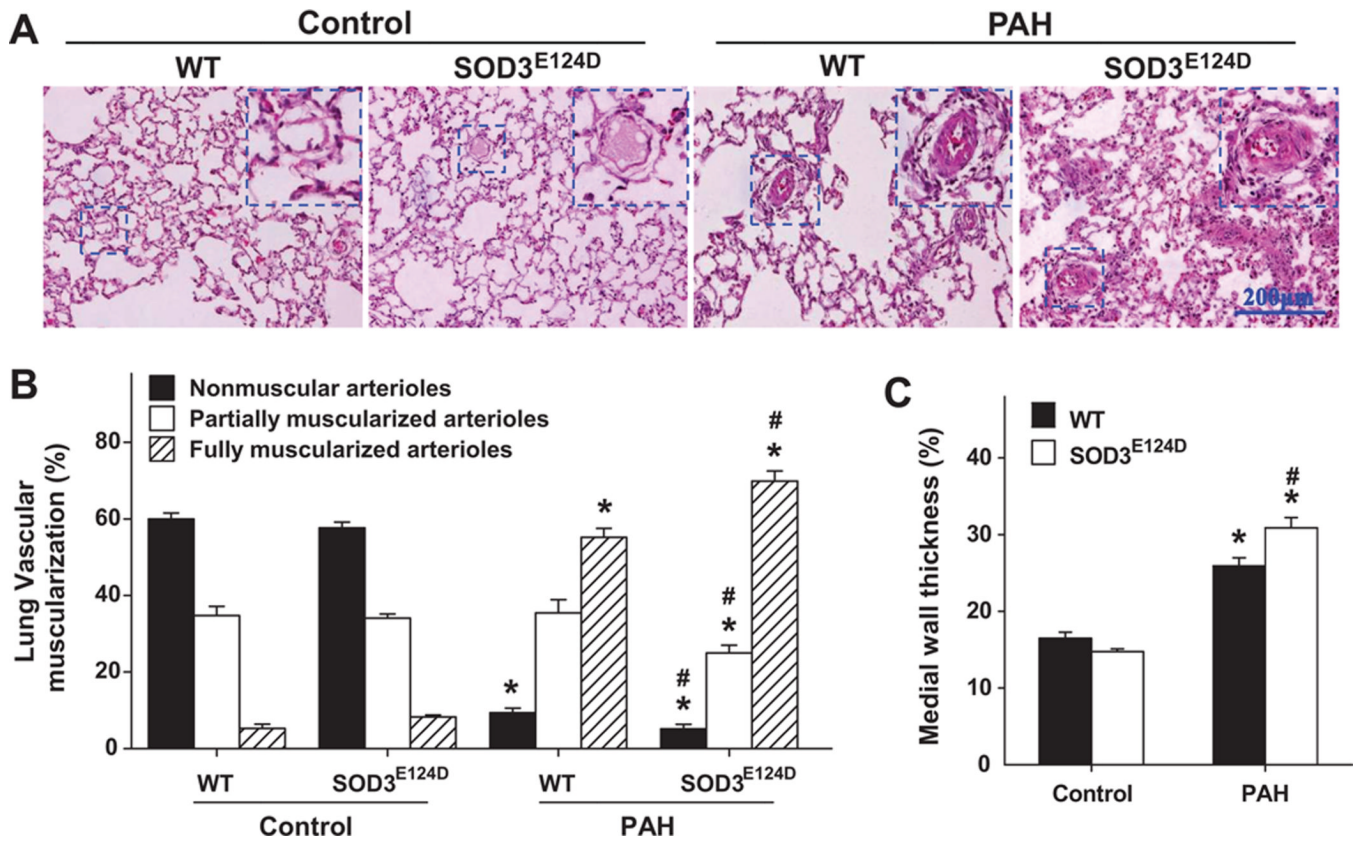 A
Control
PAH
WT
SOD3E124D
WT
SOD3E124D
200μm
B
Nonmuscular arterioles
Partially muscularized arterioles
Fully muscularized arterioles
Lung Vascular
muscularization (%)
80
60
40
20
0
*
*
#
*
#
*
#
*
WT
SOD3E124D
WT
SOD3E124D
Control
PAH
C
WT
SOD3E124D
Medial wall thickness (%)
40
30
20
10
0
*
#
*
Control
PAH